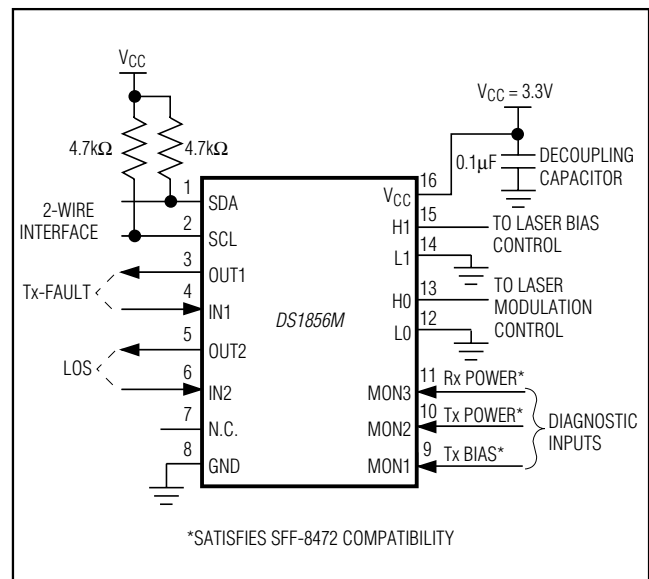 VCC
4.7kΩ
4.7kΩ
VCC = 3.3V
0.1µF
DECOUPLING
CAPACITOR
2-WIRE
INTERFACE
1
SDA
2
SCL
3
OUT1
Tx-FAULT
4
IN1
5
OUT2
LOS
6
IN2
7
N.C.
8
GND
DS1856M
16
VCC
15
H1
TO LASER BIAS
CONTROL
14
L1
13
H0
TO LASER
MODULATION
CONTROL
12
L0
11
MON3
Rx POWER*
10
MON2
Tx POWER*
9
MON1
Tx BIAS*
DIAGNOSTIC
INPUTS
*SATISFIES SFF-8472 COMPATIBILITY